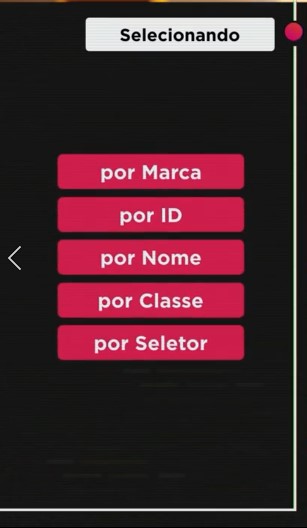 Selecionando
por Marca
por ID
por Nome
por Classe
por Seletor